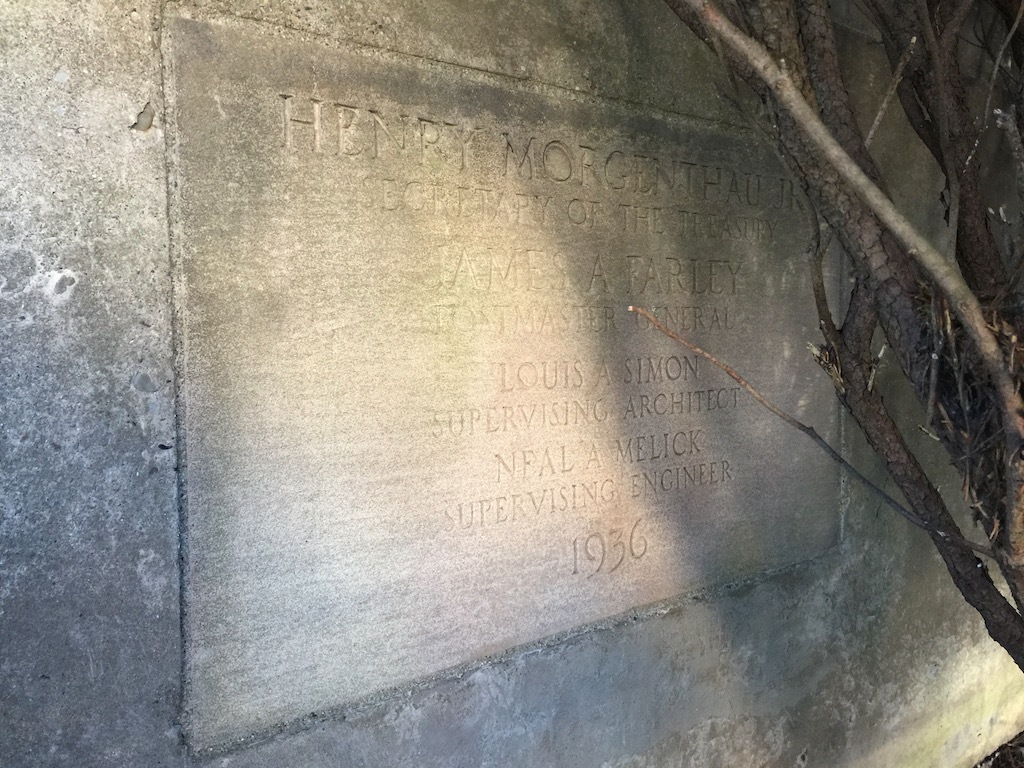 HENRY MORGENTHAU JR
SECRETARY OF THE TREASURY
JAMES A FARLEY
POSTMASTER GENERAL
LOUIS A SIMON
SUPERVISING ARCHITECT
NEAL A MELICK
SUPERVISING ENGINEER
1936